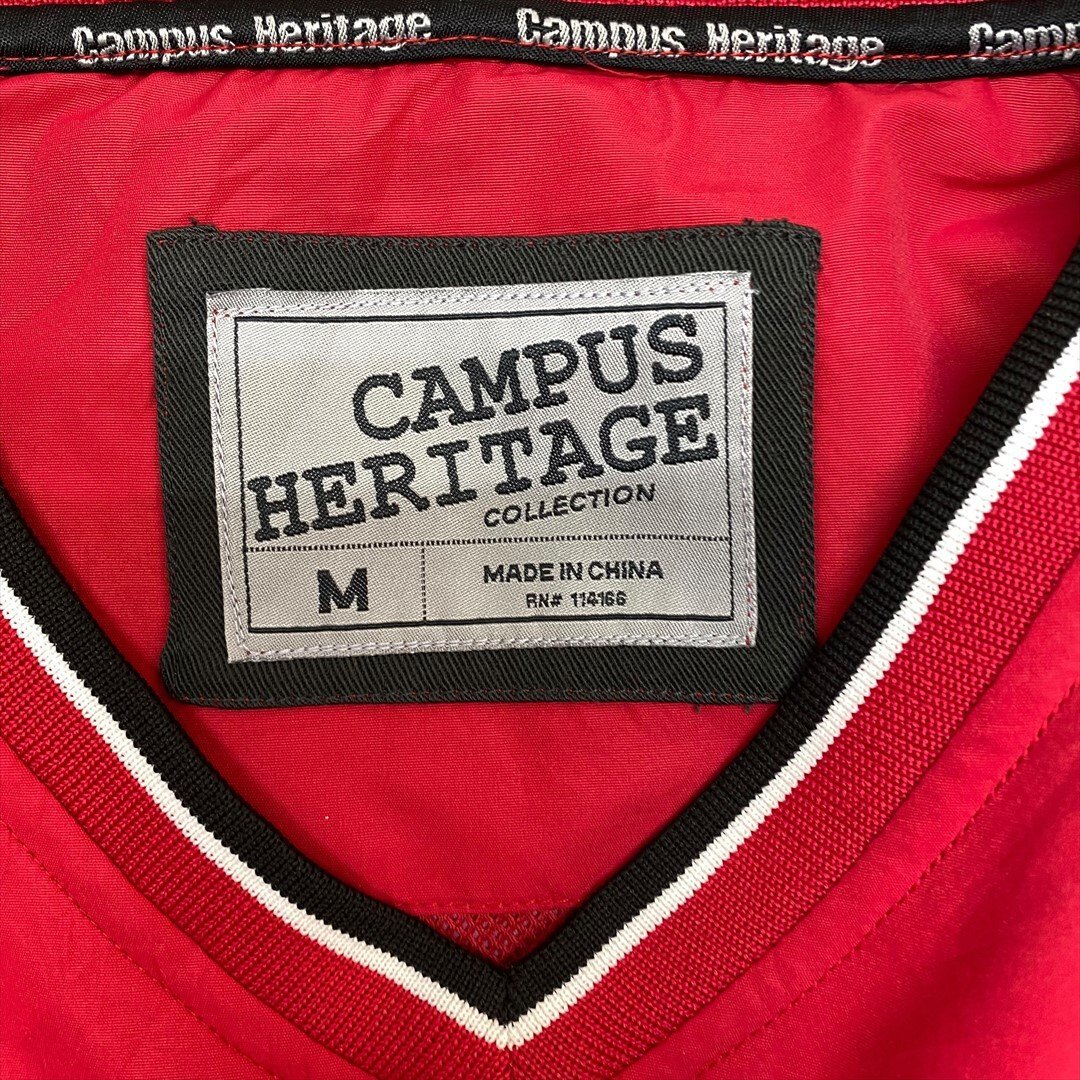 Campus Heritage Campus Heritage Camp
CAMPUS
HERITAGE
COLLECTION
M
MADE IN CHINA
RN# 114166